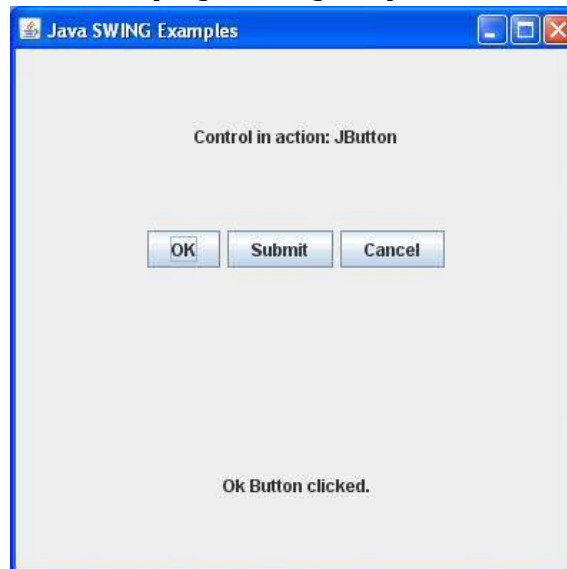 Java SWING Examples
Control in action: JButton
OK Submit Cancel
Ok Button clicked.